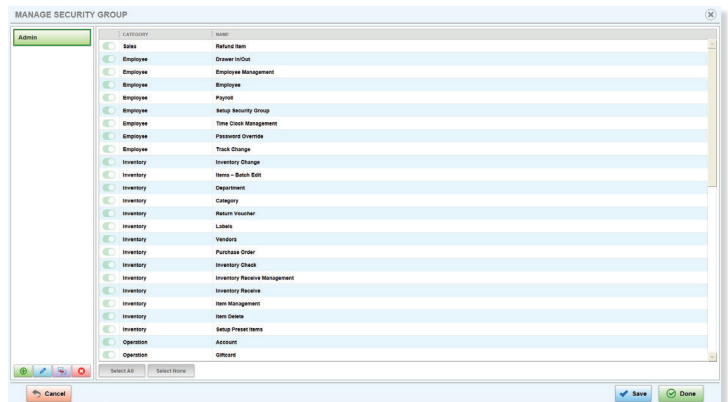 MANAGE SECURITY GROUP
Admin
CATEGORY NAME
Sales Refund Item
Employee Drawer In/Out
Employee Employee Management
Employee Employee
Employee Payroll
Employee Setup Security Group
Employee Time Clock Management
Employee Password Override
Employee Track Change
Inventory Inventory Change
Inventory Items – Batch Edit
Inventory Department
Inventory Category
Inventory Return Voucher
Inventory Labels
Inventory Vendors
Inventory Purchase Order
Inventory Inventory Check
Inventory Inventory Receive Management
Inventory Inventory Receive
Inventory Item Management
Inventory Item Delete
Inventory Setup Preset Items
Operation Account
Operation Giftcard
Select All Select None
Cancel Save Done